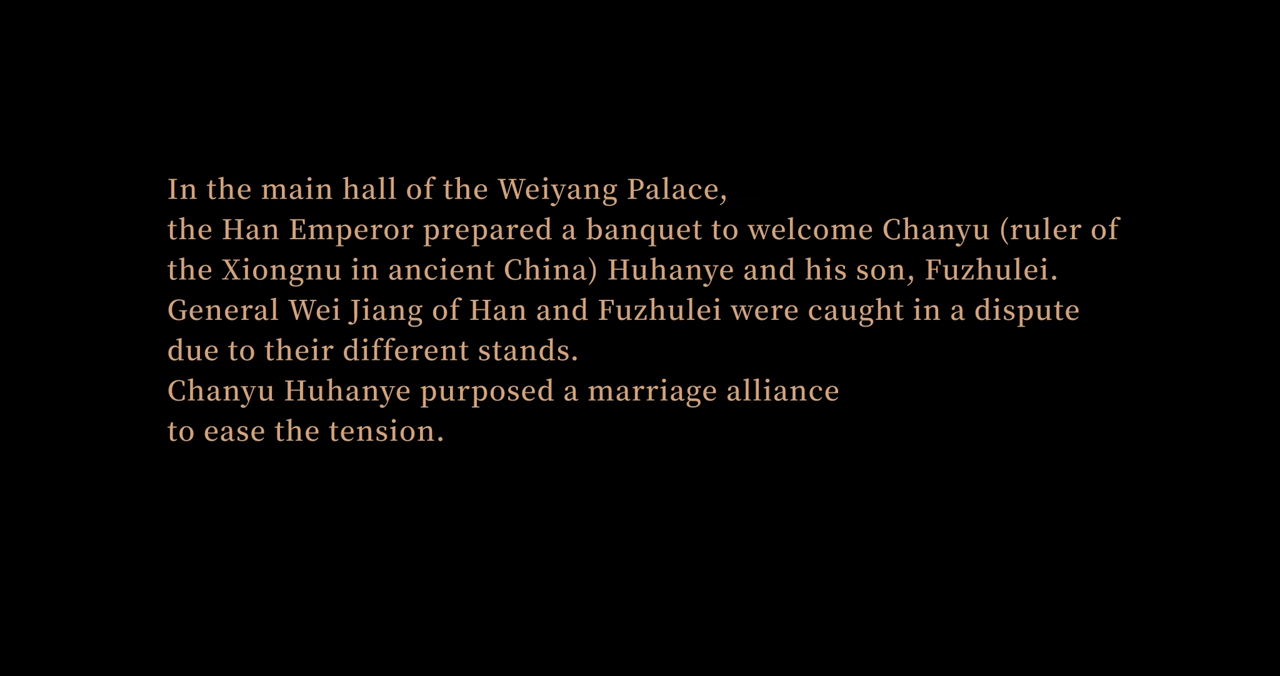 In the main hall of the Weiyang Palace,
the Han Emperor prepared a banquet to welcome Chanyu (ruler of
the Xiongnu in ancient China) Huhanye and his son, Fuzhulei.
General Wei Jiang of Han and Fuzhulei were caught in a dispute
due to their different stands.
Chanyu Huhanye purposed a marriage alliance
to ease the tension.